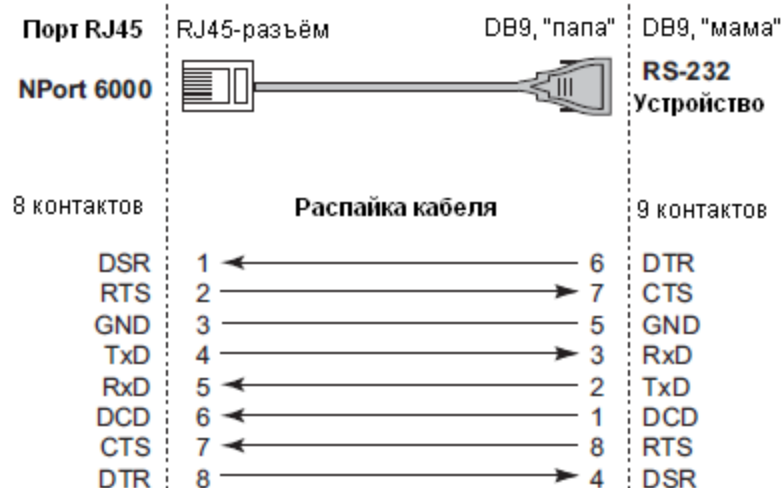 Порт RJ45 RJ45-разъём DB9, "папа" DB9, "мама"
NPort 6000 RS-232
Устройство
8 контактов Распайка кабеля 9 контактов
DSR 1 6 DTR
RTS 2 7 CTS
GND 3 5 GND
TxD 4 3 RxD
RxD 5 2 TxD
DCD 6 1 DCD
CTS 7 8 RTS
DTR 8 4 DSR